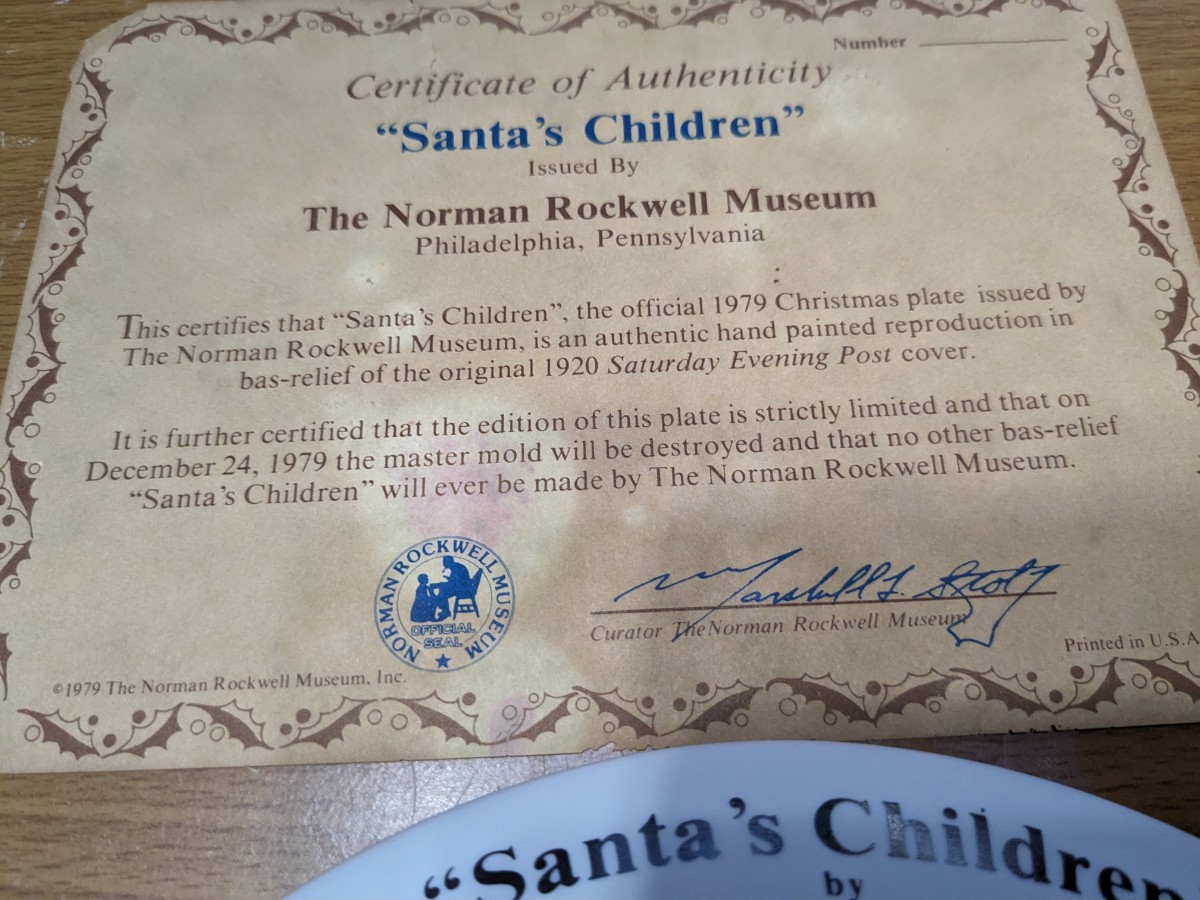 Number
Certificate of Authenticity
“Santa’s Children”
Issued By
The Norman Rockwell Museum
Philadelphia, Pennsylvania
This certifies that “Santa’s Children”, the official 1979 Christmas plate issued by
The Norman Rockwell Museum, is an authentic hand painted reproduction in
bas-relief of the original 1920 Saturday Evening Post cover.
It is further certified that the edition of this plate is strictly limited and that on
December 24, 1979 the master mold will be destroyed and that no other bas-relief
“Santa’s Children” will ever be made by The Norman Rockwell Museum.
NORMAN ROCKWELL MUSEUM
OFFICIAL
SEAL
Marshall L. Stoltz
Curator The Norman Rockwell Museum
Printed in U.S.A
©1979 The Norman Rockwell Museum, Inc.
“Santa’s Children
by